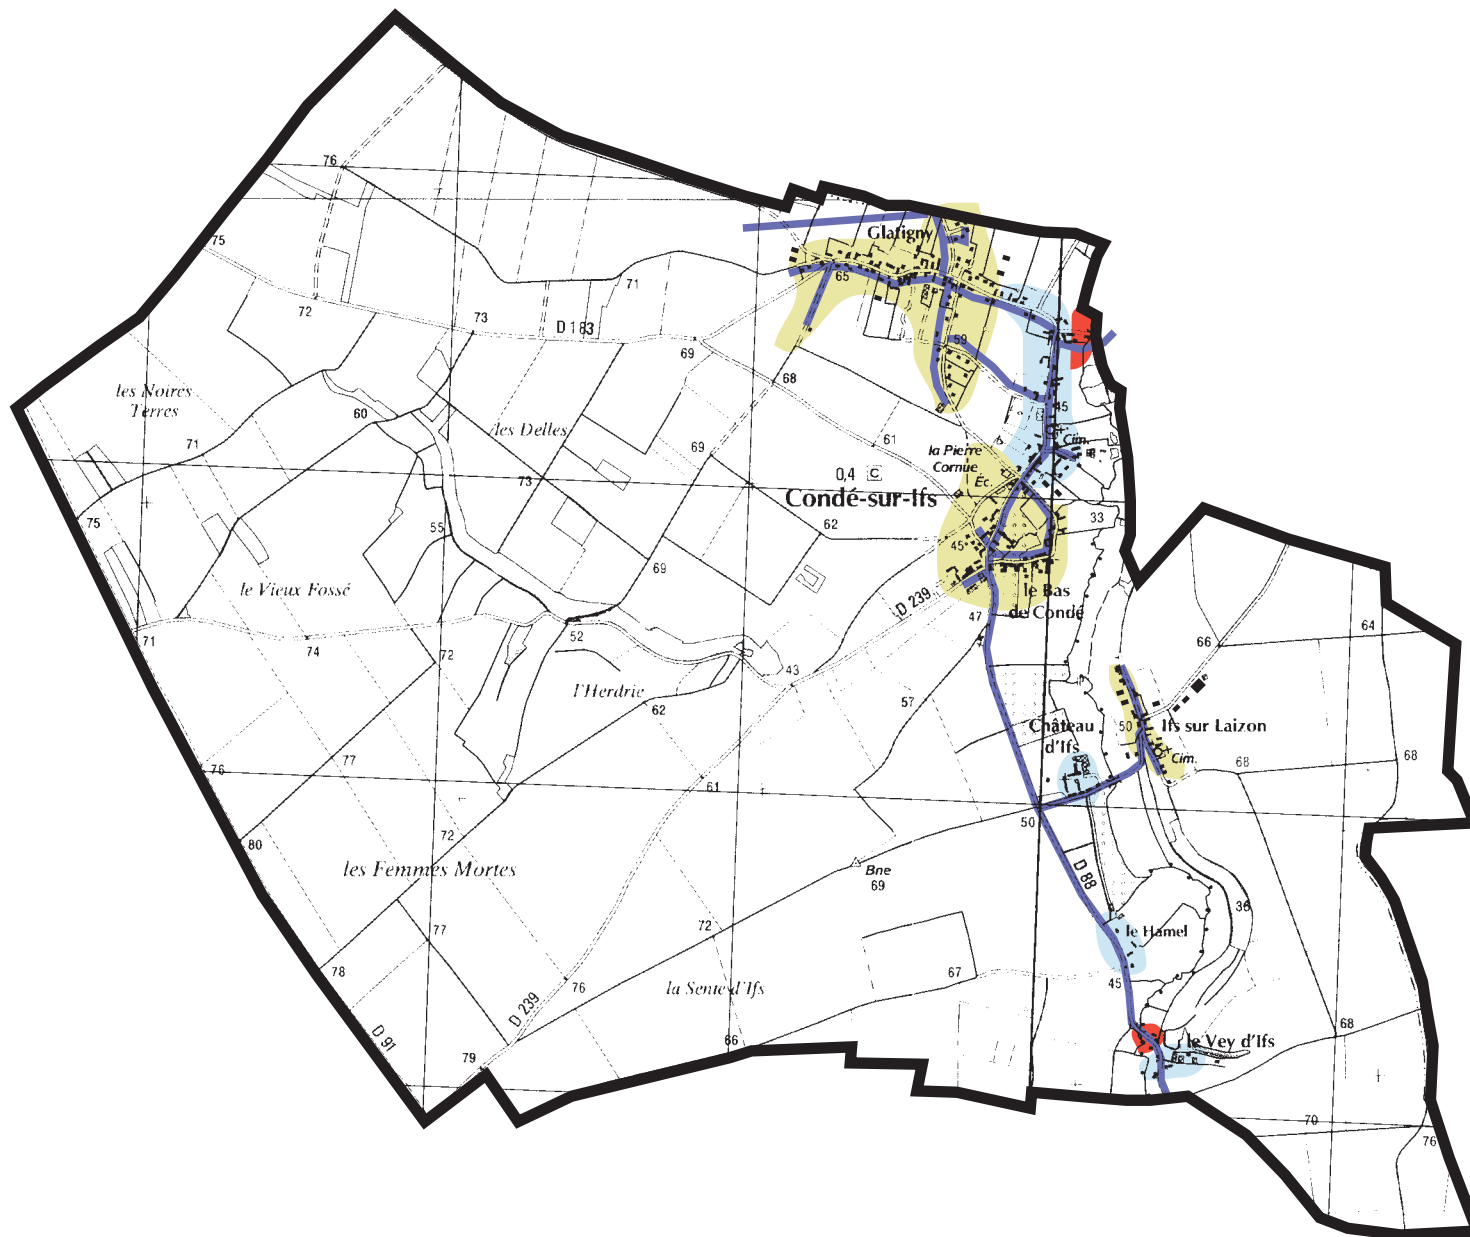 76
75
Glatigny
65
71
72
73
D 183
59
69
68
les Noires
Terres
60
45
71
les Delles
61
69
Cim.
la Pierre
Cornue
0,4 C
Éc.
73
Condé-sur-Ifs
75
55
62
33
45
69
le Vieux Fossé
D 239
le Bas
de Condé
47
71
74
52
64
66
72
43
l'Herdrie
57
62
Château
d'Ifs
50
Ifs sur Laizon
Cim.
76
77
61
68
68
50
80
72
les Femmes Mortes
Bne
69
D 88
36
77
72
le Hamel
78
76
la Sente d'Ifs
67
45
D 239
D 91
79
66
68
le Vey d'Ifs
70
76